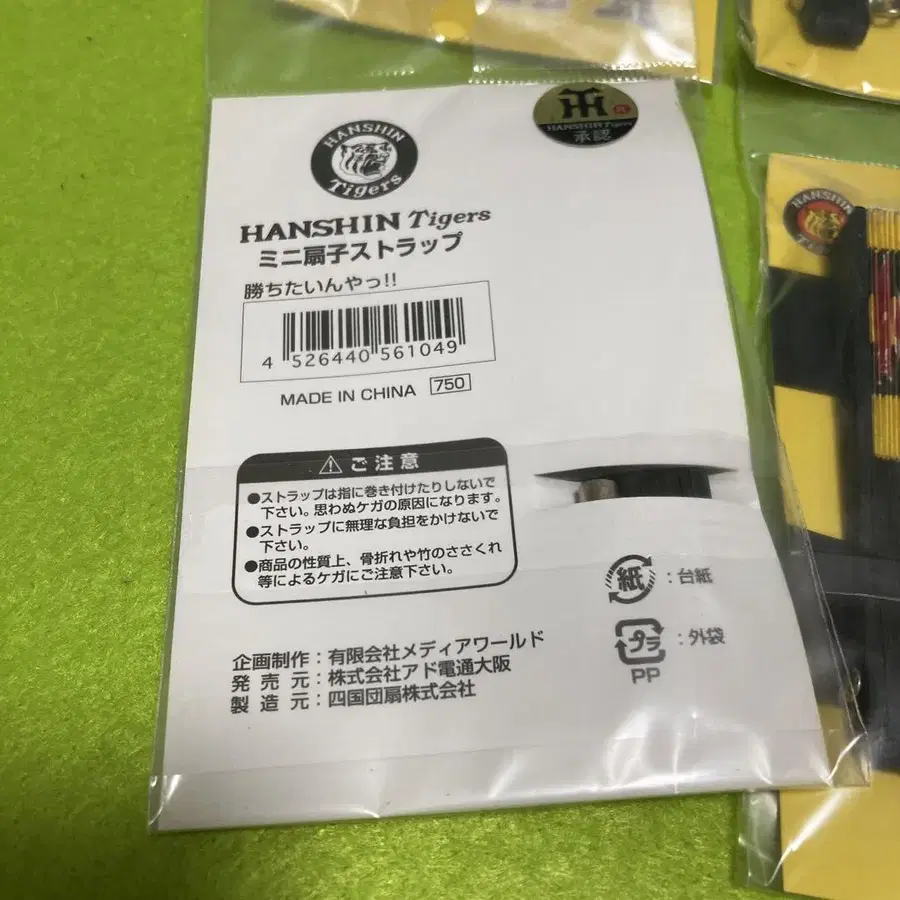 HANSHIN
Tigers
HANSHIN Tigers
承認
HANSHIN Tigers
ミニ扇子ストラップ
勝ちたいんやっ!!
4 526440 561049
MADE IN CHINA 750
⚠ ご注意
●ストラップは指に巻き付けたりしないで
下さい。思わぬケガの原因になります。
●ストラップに無理な負担をかけないで
下さい。
●商品の性質上、骨折れや竹のささくれ
等によるケガにご注意下さい。
紙:台紙
プラ:外袋
PP
企画制作:有限会社メディアワールド
発売元:株式会社アド電通大阪
製造元:四国団扇株式会社
HANSHIN